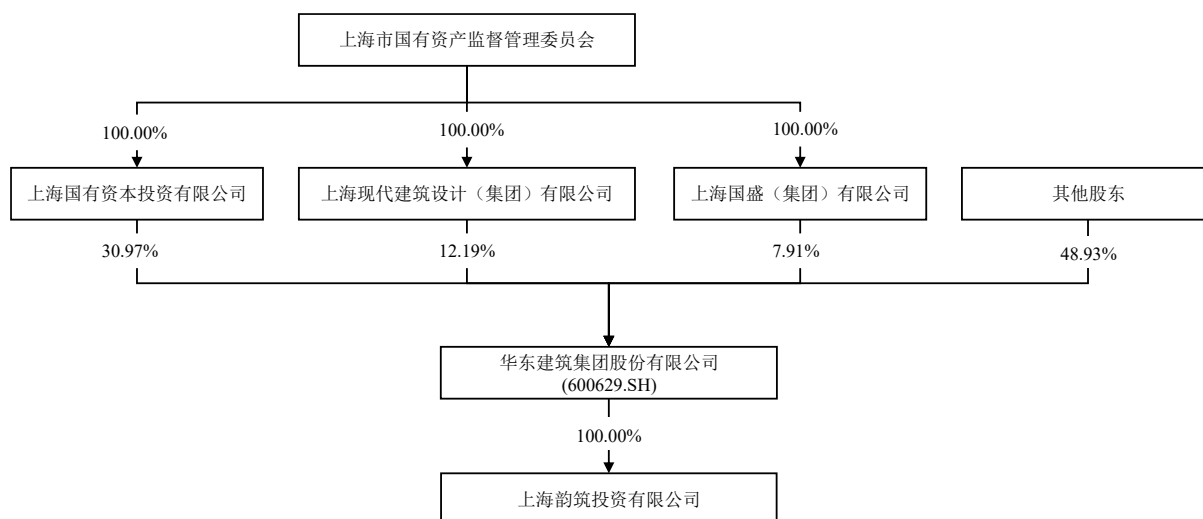 上海市国有资产监督管理委员会
100.00%
100.00%
100.00%
上海国有资本投资有限公司
上海现代建筑设计（集团）有限公司
上海国盛（集团）有限公司
其他股东
30.97%
12.19%
7.91%
48.93%
华东建筑集团股份有限公司
(600629.SH)
100.00%
上海韵筑投资有限公司